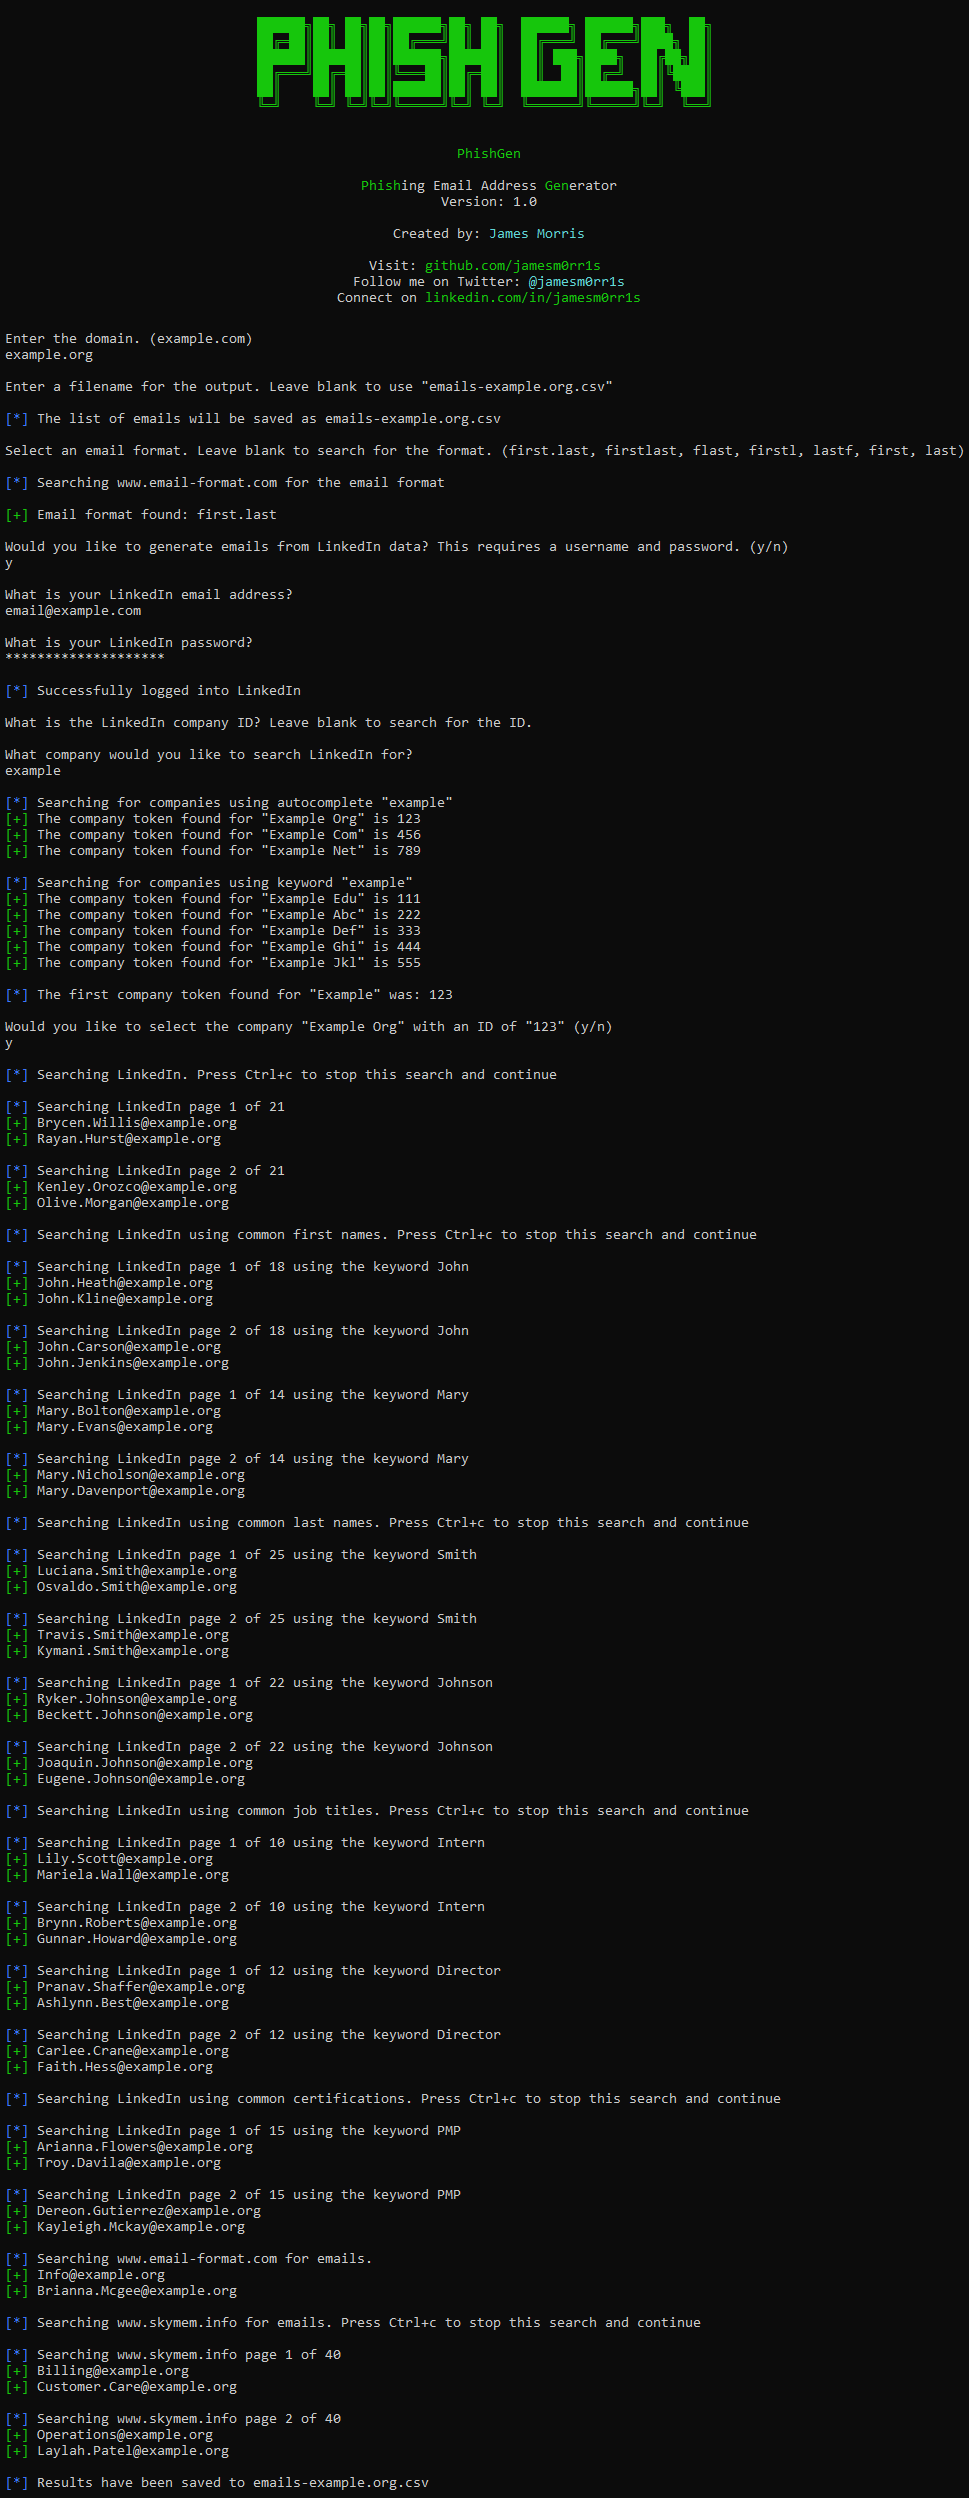 PHISH GEN
PhishGen
Phishing Email Address Generator
Version: 1.0
Created by: James Morris
Visit: github.com/jamesm0rr1s
Follow me on Twitter: @jamesm0rr1s
Connect on linkedin.com/in/jamesm0rr1s
Enter the domain. (example.com)
example.org
Enter a filename for the output. Leave blank to use "emails-example.org.csv"
[*] The list of emails will be saved as emails-example.org.csv
Select an email format. Leave blank to search for the format. (first.last, firstlast, flast, firstl, lastf, first, last)
[*] Searching www.email-format.com for the email format
[+] Email format found: first.last
Would you like to generate emails from LinkedIn data? This requires a username and password. (y/n)
y
What is your LinkedIn email address?
email@example.com
What is your LinkedIn password?
********************
[*] Successfully logged into LinkedIn
What is the LinkedIn company ID? Leave blank to search for the ID.
What company would you like to search LinkedIn for?
example
[*] Searching for companies using autocomplete "example"
[+] The company token found for "Example Org" is 123
[+] The company token found for "Example Com" is 456
[+] The company token found for "Example Net" is 789
[*] Searching for companies using keyword "example"
[+] The company token found for "Example Edu" is 111
[+] The company token found for "Example Abc" is 222
[+] The company token found for "Example Def" is 333
[+] The company token found for "Example Ghi" is 444
[+] The company token found for "Example Jkl" is 555
[*] The first company token found for "Example" was: 123
Would you like to select the company "Example Org" with an ID of "123" (y/n)
y
[*] Searching LinkedIn. Press Ctrl+c to stop this search and continue
[*] Searching LinkedIn page 1 of 21
[+] Brycen.Willis@example.org
[+] Rayan.Hurst@example.org
[*] Searching LinkedIn page 2 of 21
[+] Kenley.Orozco@example.org
[+] Olive.Morgan@example.org
[*] Searching LinkedIn using common first names. Press Ctrl+c to stop this search and continue
[*] Searching LinkedIn page 1 of 18 using the keyword John
[+] John.Heath@example.org
[+] John.Kline@example.org
[*] Searching LinkedIn page 2 of 18 using the keyword John
[+] John.Carson@example.org
[+] John.Jenkins@example.org
[*] Searching LinkedIn page 1 of 14 using the keyword Mary
[+] Mary.Bolton@example.org
[+] Mary.Evans@example.org
[*] Searching LinkedIn page 2 of 14 using the keyword Mary
[+] Mary.Nicholson@example.org
[+] Mary.Davenport@example.org
[*] Searching LinkedIn using common last names. Press Ctrl+c to stop this search and continue
[*] Searching LinkedIn page 1 of 25 using the keyword Smith
[+] Luciana.Smith@example.org
[+] Osvaldo.Smith@example.org
[*] Searching LinkedIn page 2 of 25 using the keyword Smith
[+] Travis.Smith@example.org
[+] Kymani.Smith@example.org
[*] Searching LinkedIn page 1 of 22 using the keyword Johnson
[+] Ryker.Johnson@example.org
[+] Beckett.Johnson@example.org
[*] Searching LinkedIn page 2 of 22 using the keyword Johnson
[+] Joaquin.Johnson@example.org
[+] Eugene.Johnson@example.org
[*] Searching LinkedIn using common job titles. Press Ctrl+c to stop this search and continue
[*] Searching LinkedIn page 1 of 10 using the keyword Intern
[+] Lily.Scott@example.org
[+] Mariela.Wall@example.org
[*] Searching LinkedIn page 2 of 10 using the keyword Intern
[+] Brynn.Roberts@example.org
[+] Gunnar.Howard@example.org
[*] Searching LinkedIn page 1 of 12 using the keyword Director
[+] Pranav.Shaffer@example.org
[+] Ashlynn.Best@example.org
[*] Searching LinkedIn page 2 of 12 using the keyword Director
[+] Carlee.Crane@example.org
[+] Faith.Hess@example.org
[*] Searching LinkedIn using common certifications. Press Ctrl+c to stop this search and continue
[*] Searching LinkedIn page 1 of 15 using the keyword PMP
[+] Arianna.Flowers@example.org
[+] Troy.Davila@example.org
[*] Searching LinkedIn page 2 of 15 using the keyword PMP
[+] Dereon.Gutierrez@example.org
[+] Kayleigh.Mckay@example.org
[*] Searching www.email-format.com for emails.
[+] Info@example.org
[+] Brianna.Mcgee@example.org
[*] Searching www.skymem.info for emails. Press Ctrl+c to stop this search and continue
[*] Searching www.skymem.info page 1 of 40
[+] Billing@example.org
[+] Customer.Care@example.org
[*] Searching www.skymem.info page 2 of 40
[+] Operations@example.org
[+] Laylah.Patel@example.org
[*] Results have been saved to emails-example.org.csv